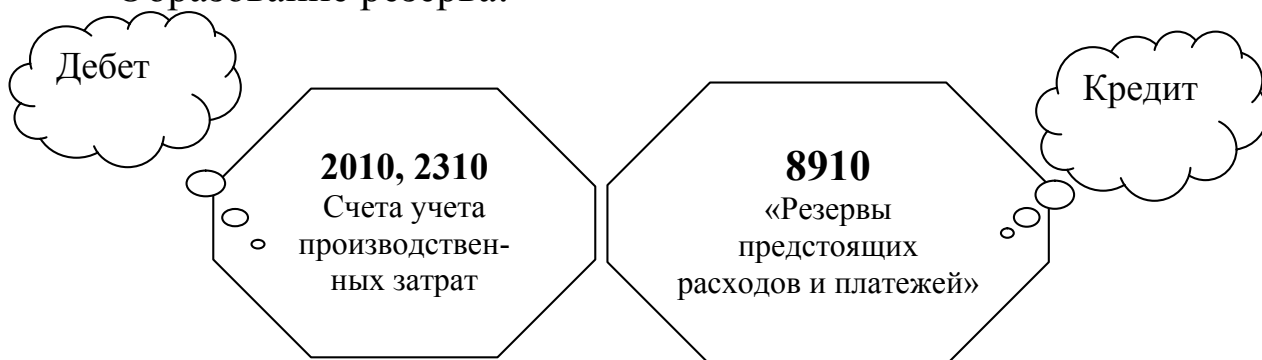 Образование резерва:
Дебет
Кредит
2010, 2310
Счета учета
производствен-
ных затрат
8910
«Резервы
предстоящих
расходов и платежей»